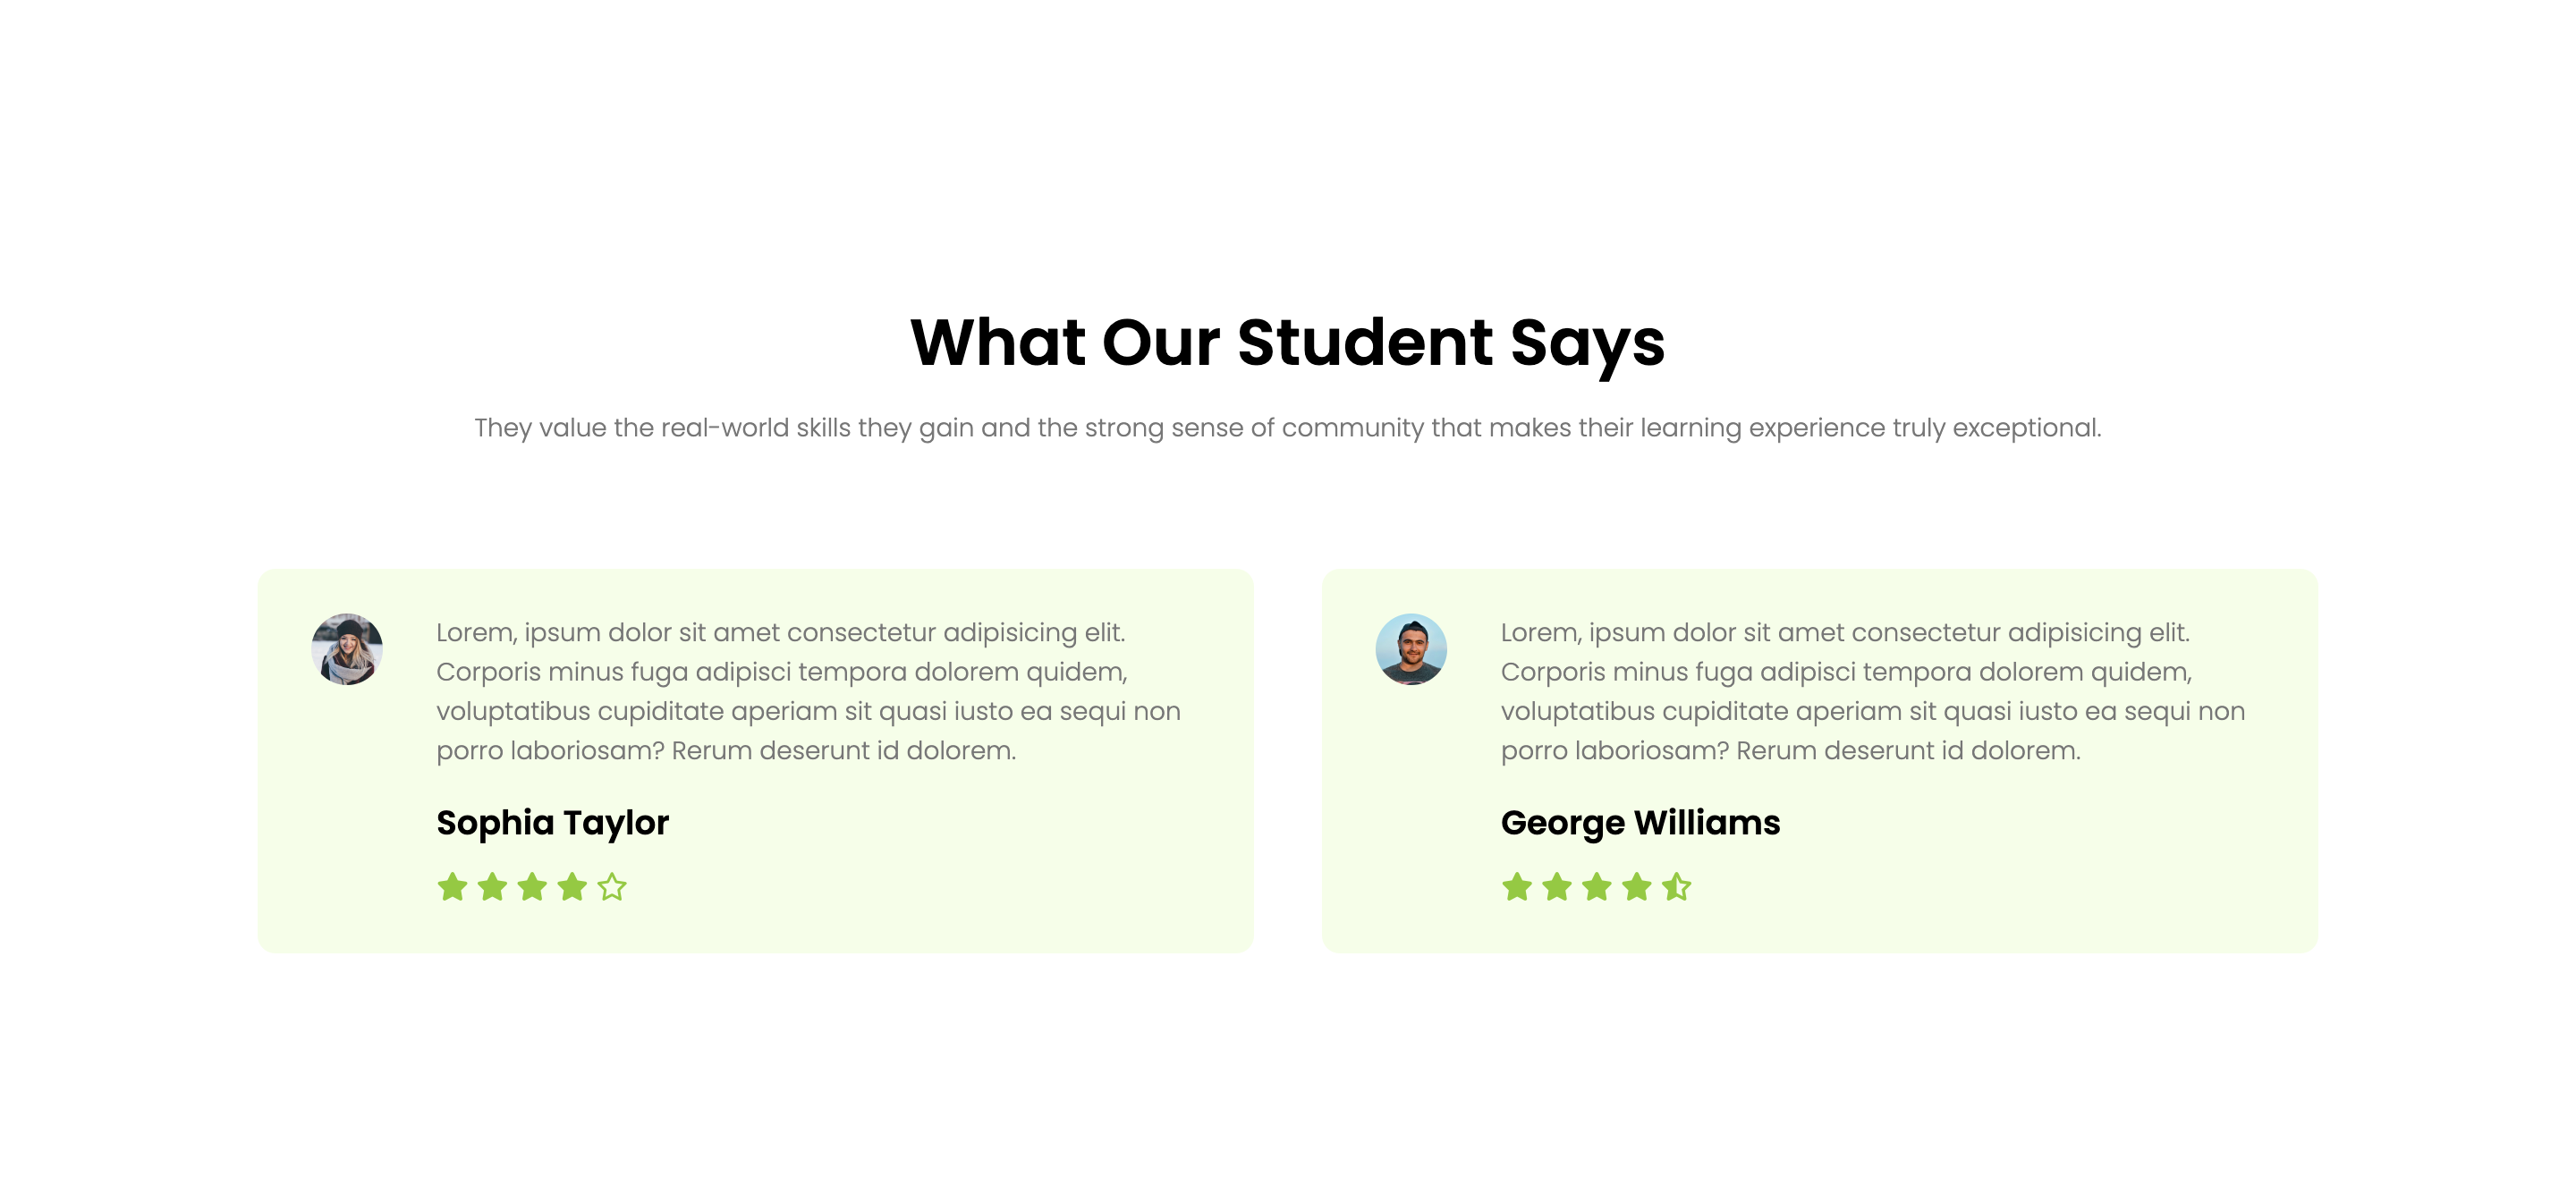 What Our Student Says
They value the real-world skills they gain and the strong sense of community that makes their learning experience truly exceptional.
Lorem, ipsum dolor sit amet consectetur adipisicing elit.
Corporis minus fuga adipisci tempora dolorem quidem,
voluptatibus cupiditate aperiam sit quasi iusto ea sequi non
porro laboriosam? Rerum deserunt id dolorem.
Sophia Taylor
Lorem, ipsum dolor sit amet consectetur adipisicing elit.
Corporis minus fuga adipisci tempora dolorem quidem,
voluptatibus cupiditate aperiam sit quasi iusto ea sequi non
porro laboriosam? Rerum deserunt id dolorem.
George Williams